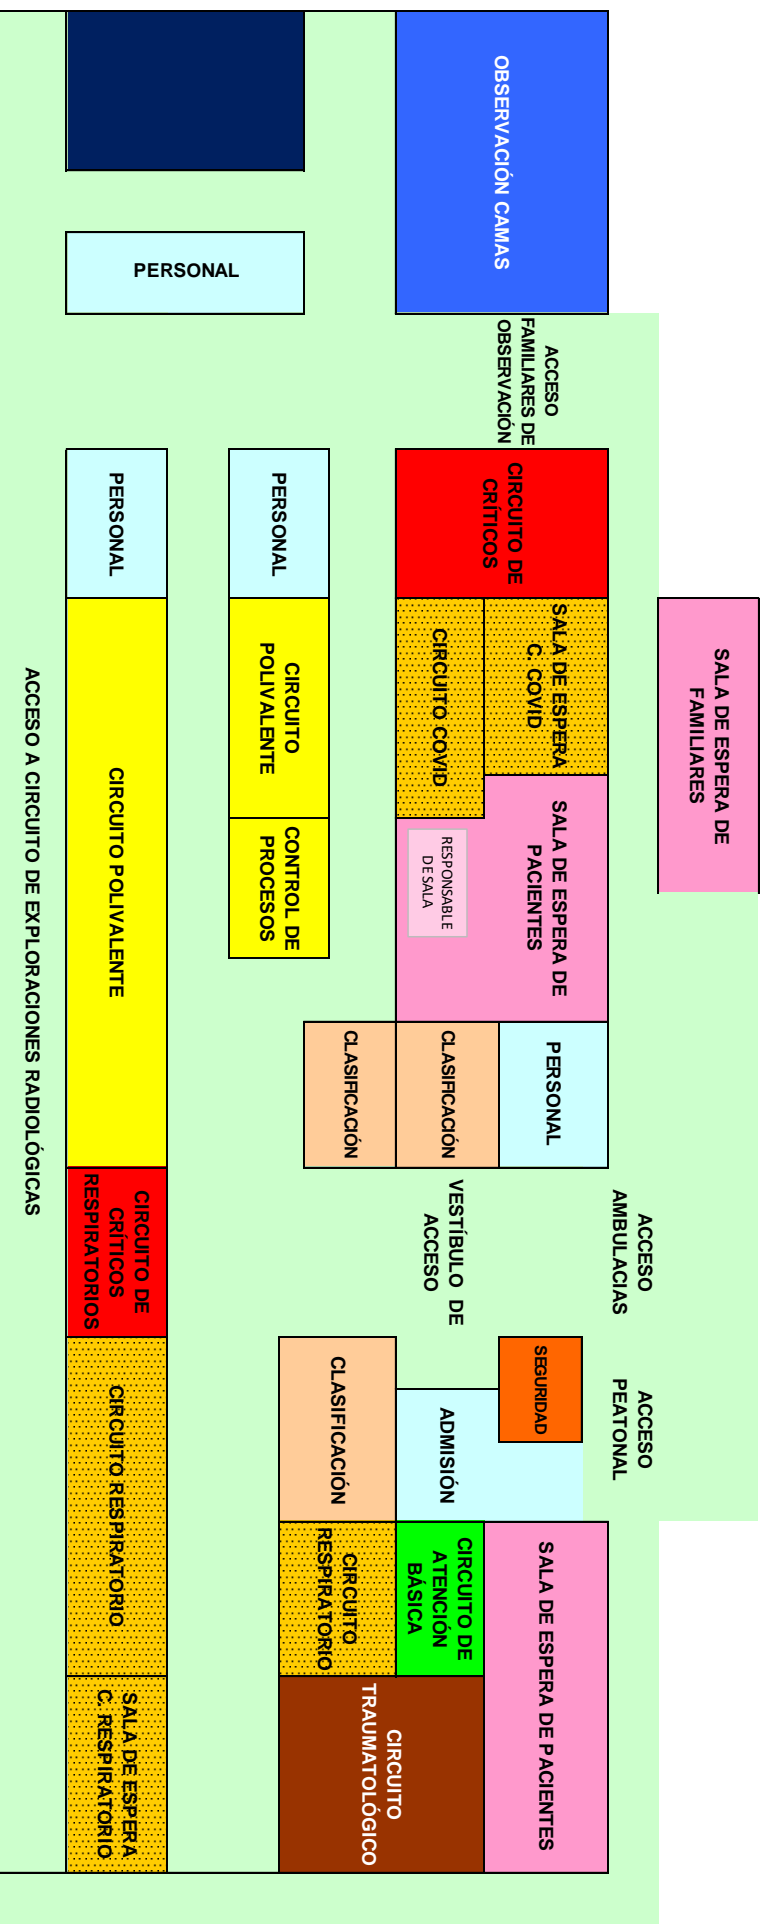 OBSERVACIÓN CAMAS
PERSONAL
ACCESO
FAMILIARES DE
OBSERVACIÓN
PERSONAL
PERSONAL
CIRCUITO DE
CRÍTICOS
SALA DE ESPERA
C. COVID
CIRCUITO COVID
SALA DE ESPERA DE
FAMILIARES
CIRCUITO
POLIVALENTE
CIRCUITO POLIVALENTE
CONTROL DE
PROCESOS
SALA DE ESPERA DE
PACIENTES
RESPONSABLE
DE SALA
ACCESO A CIRCUITO DE EXPLORACIONES RADIOLÓGICAS
CLASIFICACIÓN
CLASIFICACIÓN
PERSONAL
CIRCUITO DE
CRÍTICOS
RESPIRATORIOS
VESTÍBULO DE
ACCESO
ACCESO
AMBULACIAS
SEGURIDAD
ACCESO
PEATONAL
CLASIFICACIÓN
ADMISIÓN
CIRCUITO RESPIRATORIO
CIRCUITO
RESPIRATORIO
CIRCUITO DE
ATENCIÓN
BÁSICA
SALA DE ESPERA DE PACIENTES
SALA DE ESPERA
C. RESPIRATORIO
CIRCUITO
TRAUMATOLÓGICO